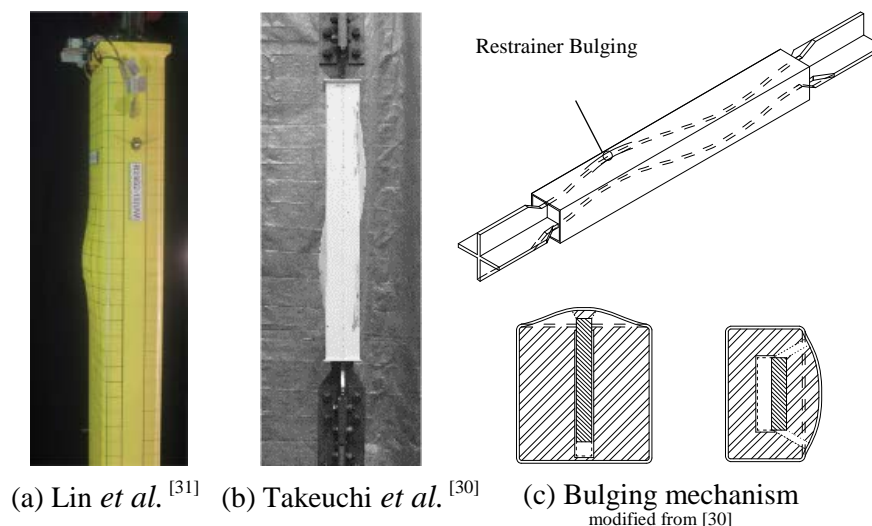 Restrainer Bulging
(a) Lin et al. [31] (b) Takeuchi et al. [30] (c) Bulging mechanism
modified from [30]